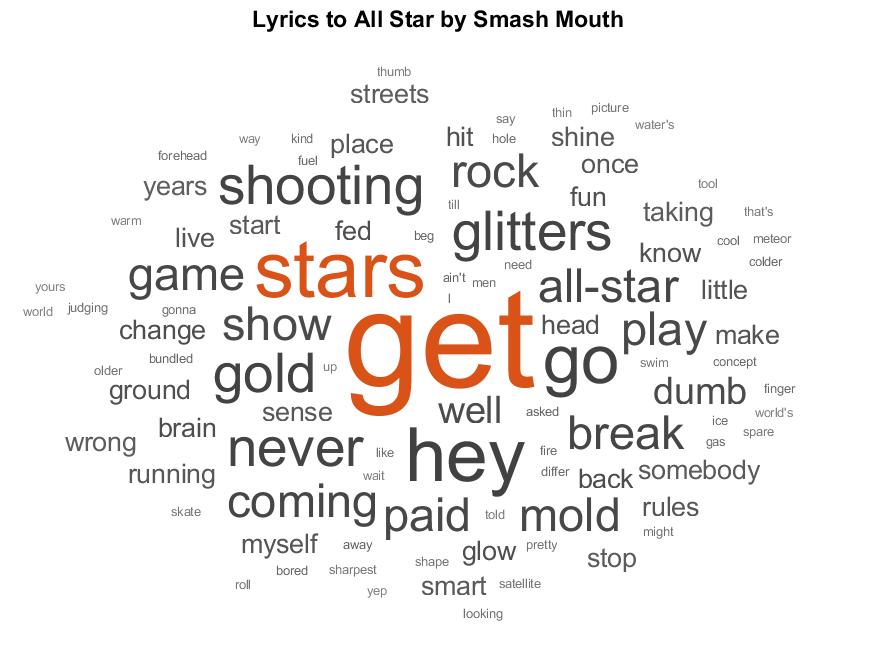 Lyrics to All Star by Smash Mouth
thumb
streets
say thin picture
water's
way kind place hit hole shine
forehead fuel rock once
years shooting fun tool
till taking that's
warm start fed beg glitters
live know cool meteor
game stars need colder
ain't men all-star little
yours
I
world judging gonna
change show get head play make
go
older bundled gold up swim concept
ground dumb finger
sense well asked world's
wrong brain never hey break ice spare
like fire gas
running wait differ back somebody
coming
skate paid told mold rules
might
myself away glow pretty stop
bored sharpest shape
roll yep smart satellite
looking